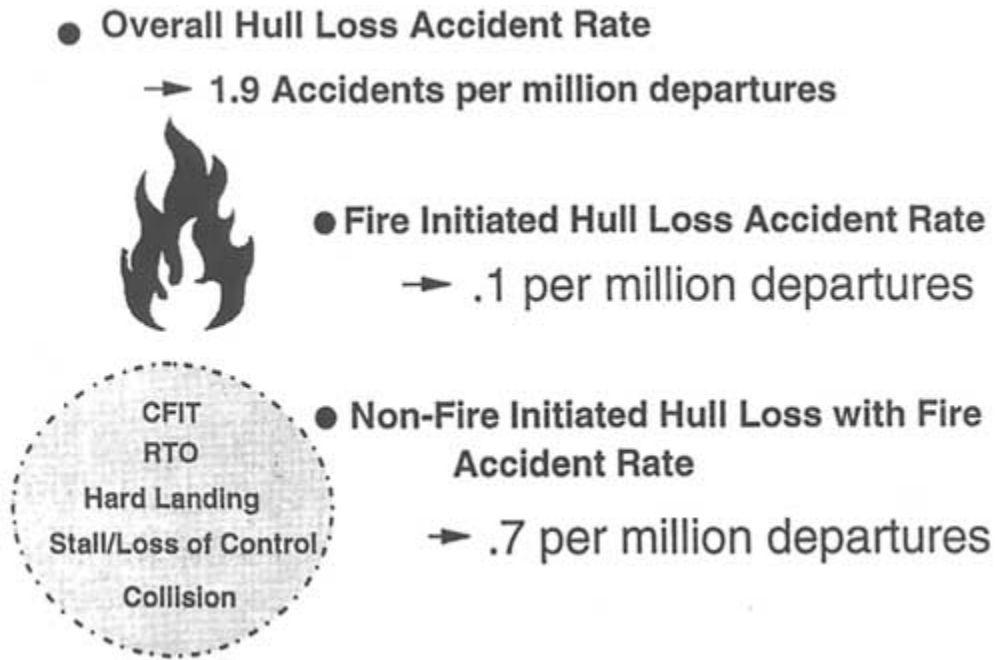 ● Overall Hull Loss Accident Rate
→ 1.9 Accidents per million departures
● Fire Initiated Hull Loss Accident Rate
→ .1 per million departures
CFIT
RTO
Hard Landing
Stall/Loss of Control
Collision
● Non-Fire Initiated Hull Loss with Fire
Accident Rate
→ .7 per million departures